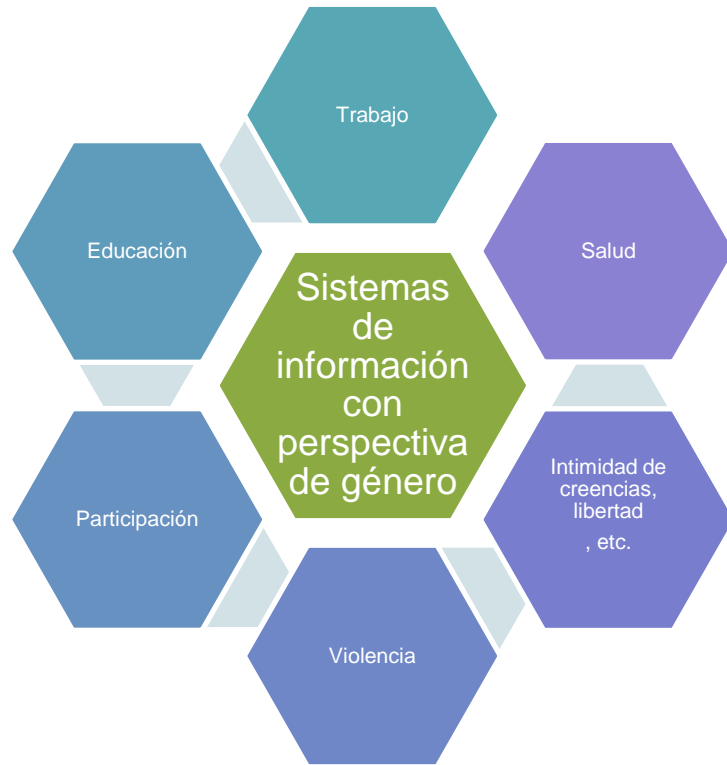 Trabajo
Educación
Salud
Sistemas
de
información
con
perspectiva
de género
Participación
Intimidad de
creencias,
libertad
, etc.
Violencia